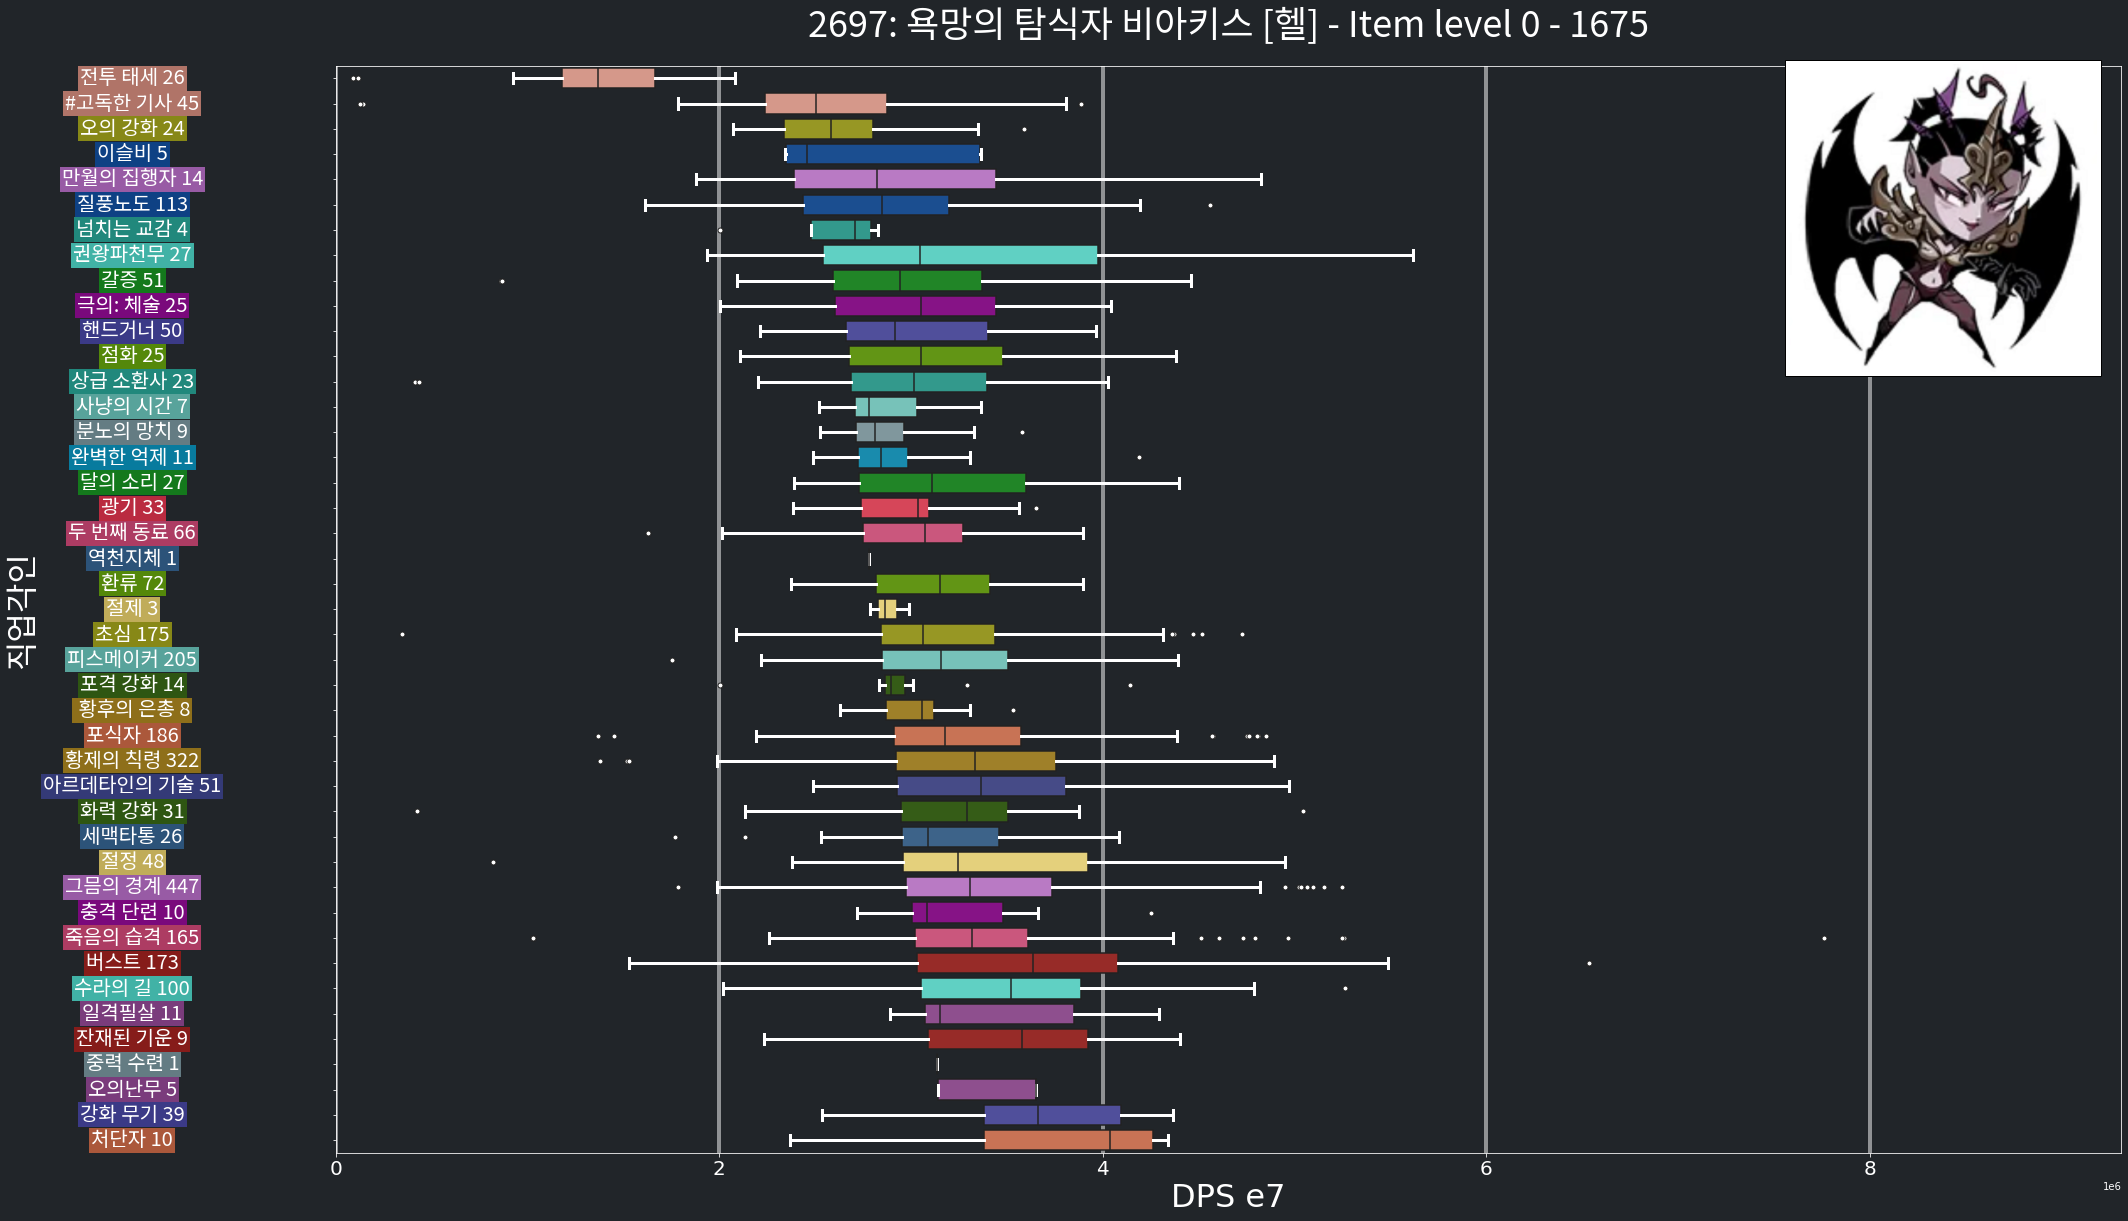 2697: 욕망의 탐식자 비아키스 [헬] - Item level 0 - 1675
직업각인
전투 태세 26
#고독한 기사 45
오의 강화 24
이슬비 5
만월의 집행자 14
질풍노도 113
넘치는 교감 4
권왕파천무 27
갈증 51
극의: 체술 25
핸드거너 50
점화 25
상급 소환사 23
사냥의 시간 7
분노의 망치 9
완벽한 억제 11
달의 소리 27
광기 33
두 번째 동료 66
역천지체 1
환류 72
절제 3
초심 175
피스메이커 205
포격 강화 14
황후의 은총 8
포식자 186
황제의 칙령 322
아르데타인의 기술 51
화력 강화 31
세맥타통 26
절정 48
그믐의 경계 447
충격 단련 10
죽음의 습격 165
버스트 173
수라의 길 100
일격필살 11
잔재된 기운 9
중력 수련 1
오의난무 5
강화 무기 39
처단자 10
0 2 4 6 8
1e6
DPS e7